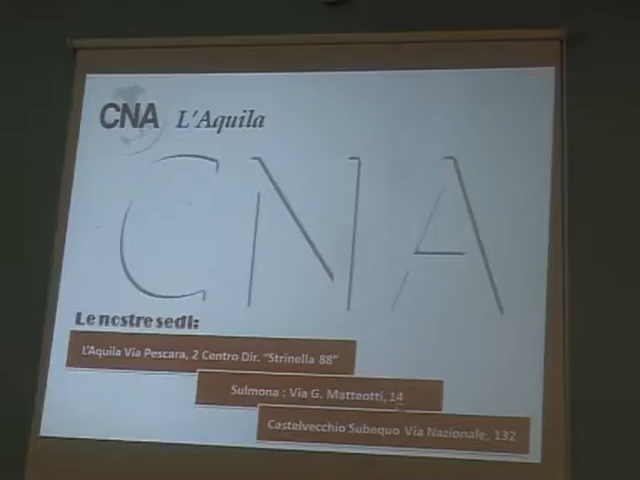 CNA L'Aquila
CNA
Le nostre sedi:
L'Aquila Via Pescara, 2 Centro Dir. "Strinella 88"
Sulmona : Via G. Matteotti, 14
Castelvecchio Subequo Via Nazionale, 132